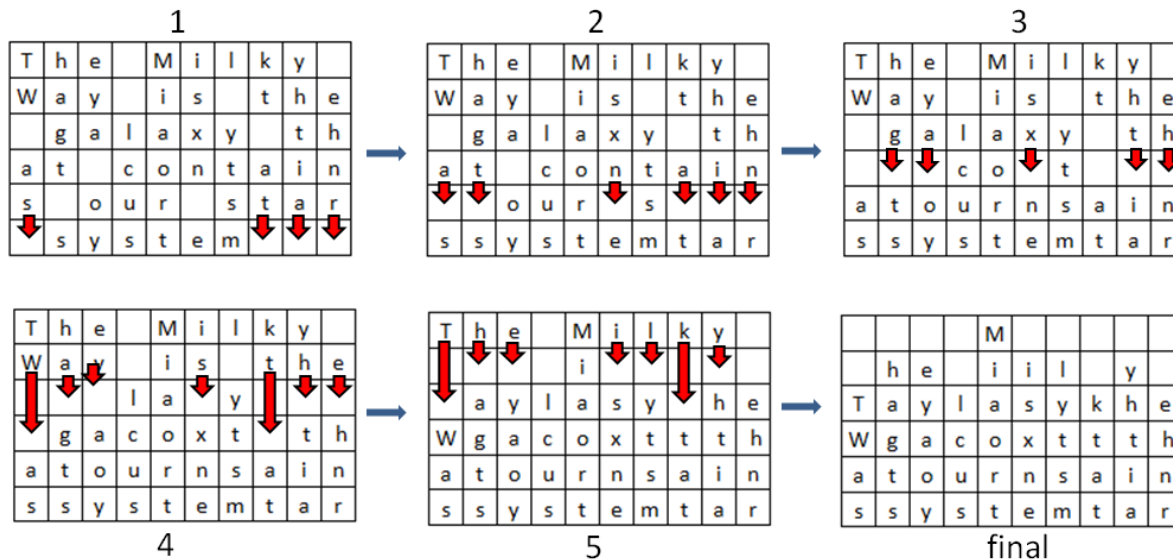 1
T h e M i l k y
W a y i s t h e
g a l a x y t h
a t c o n t a i n
s o u r s t a r
s y s t e m
2
T h e M i l k y
W a y i s t h e
g a l a x y t h
a t c o n t a i n
o u r s
s s y s t e m t a r
3
T h e M i l k y
W a y i s t h e
g a l a x y t h
c o t
a t o u r n s a i n
s s y s t e m t a r
T h e M i l k y
W a y i s t h e
l a y
g a c o x t t h
a t o u r n s a i n
s s y s t e m t a r
4
T h e M i l k y
i
a y l a s y h e
W g a c o x t t t h
a t o u r n s a i n
s s y s t e m t a r
5
M
h e i i l y
T a y l a s y k h e
W g a c o x t t t h
a t o u r n s a i n
s s y s t e m t a r
final